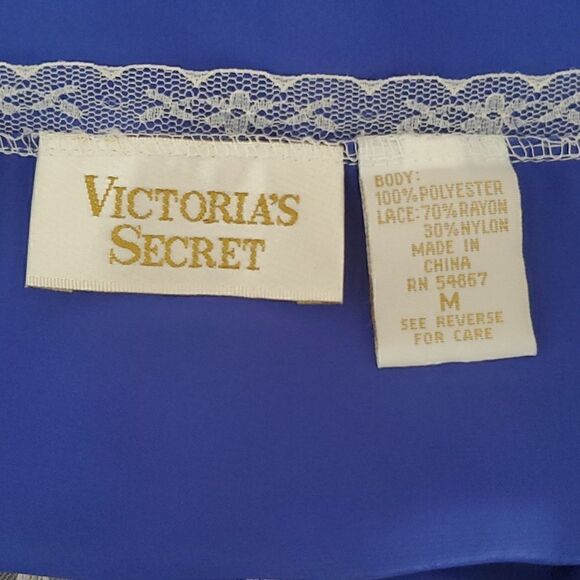 VICTORIA'S
SECRET
BODY:
100% POLYESTER
LACE: 70% RAYON
30% NYLON
MADE IN
CHINA
RN 54867
M
SEE REVERSE
FOR CARE